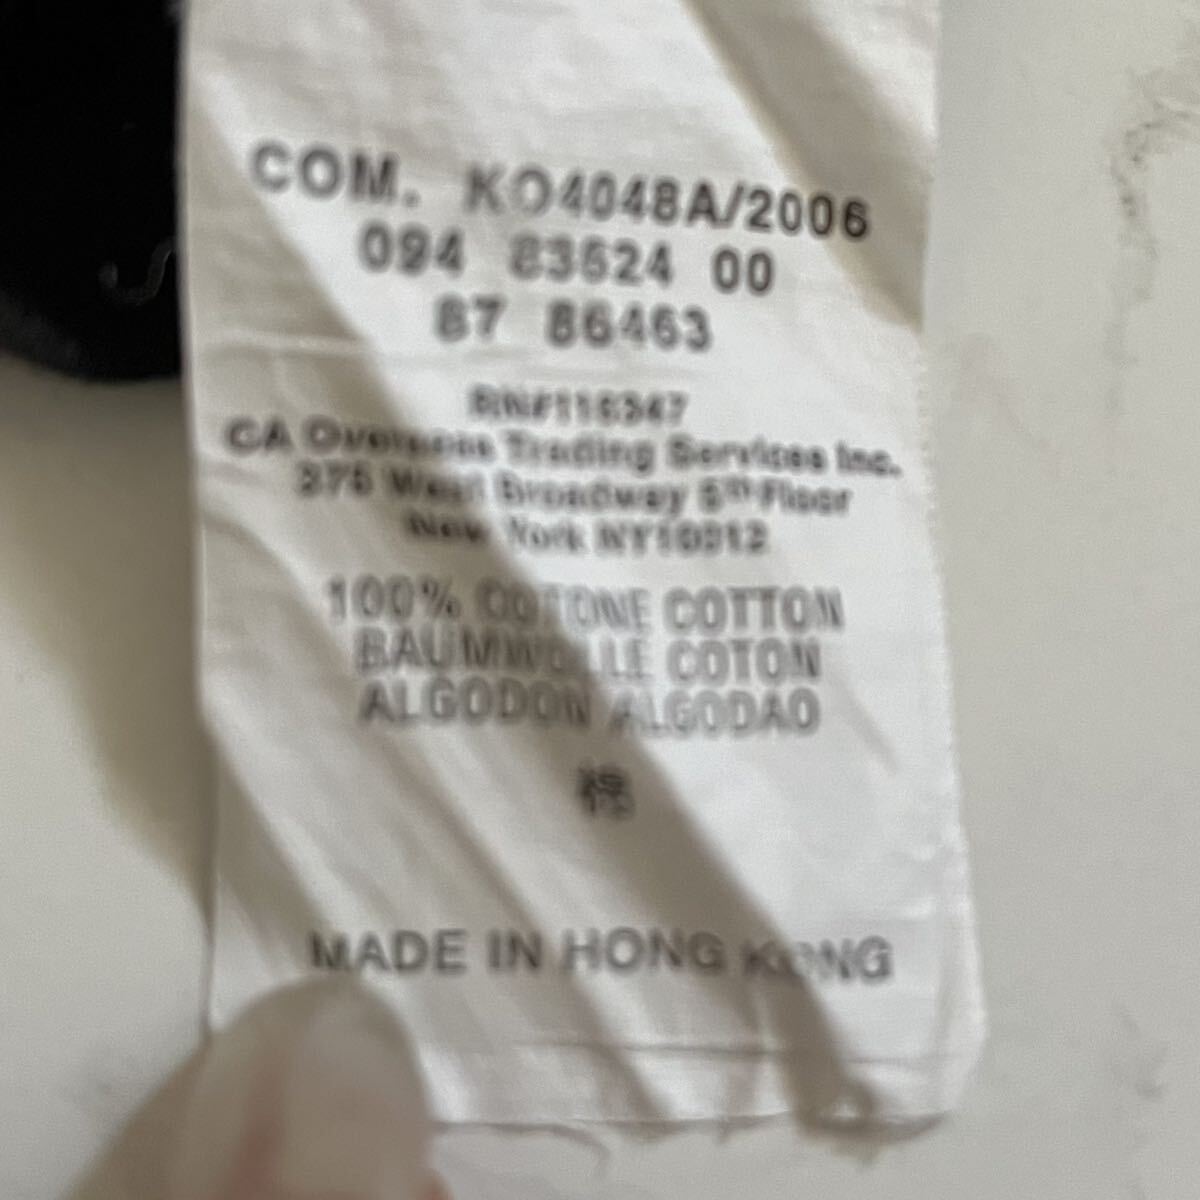 COM. KO4048A/2006
094 83624 00
87 86463
RN#116347
CA Overseas Trading Services Inc.
375 West Broadway 5TH Floor
New York NY10012
100% COTONE COTTON
BAUMWOLLE COTON
ALGODON ALGODAO
棉
MADE IN HONG KONG